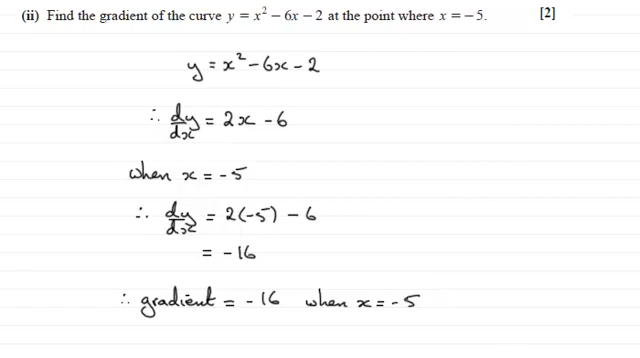 (ii) Find the gradient of the curve y = x² − 6x − 2 at the point where x = −5. [2]
y = x² − 6x − 2
∴ dy/dx = 2x − 6
when x = −5
∴ dy/dx = 2(−5) − 6
= −16
∴ gradient = −16 when x = −5